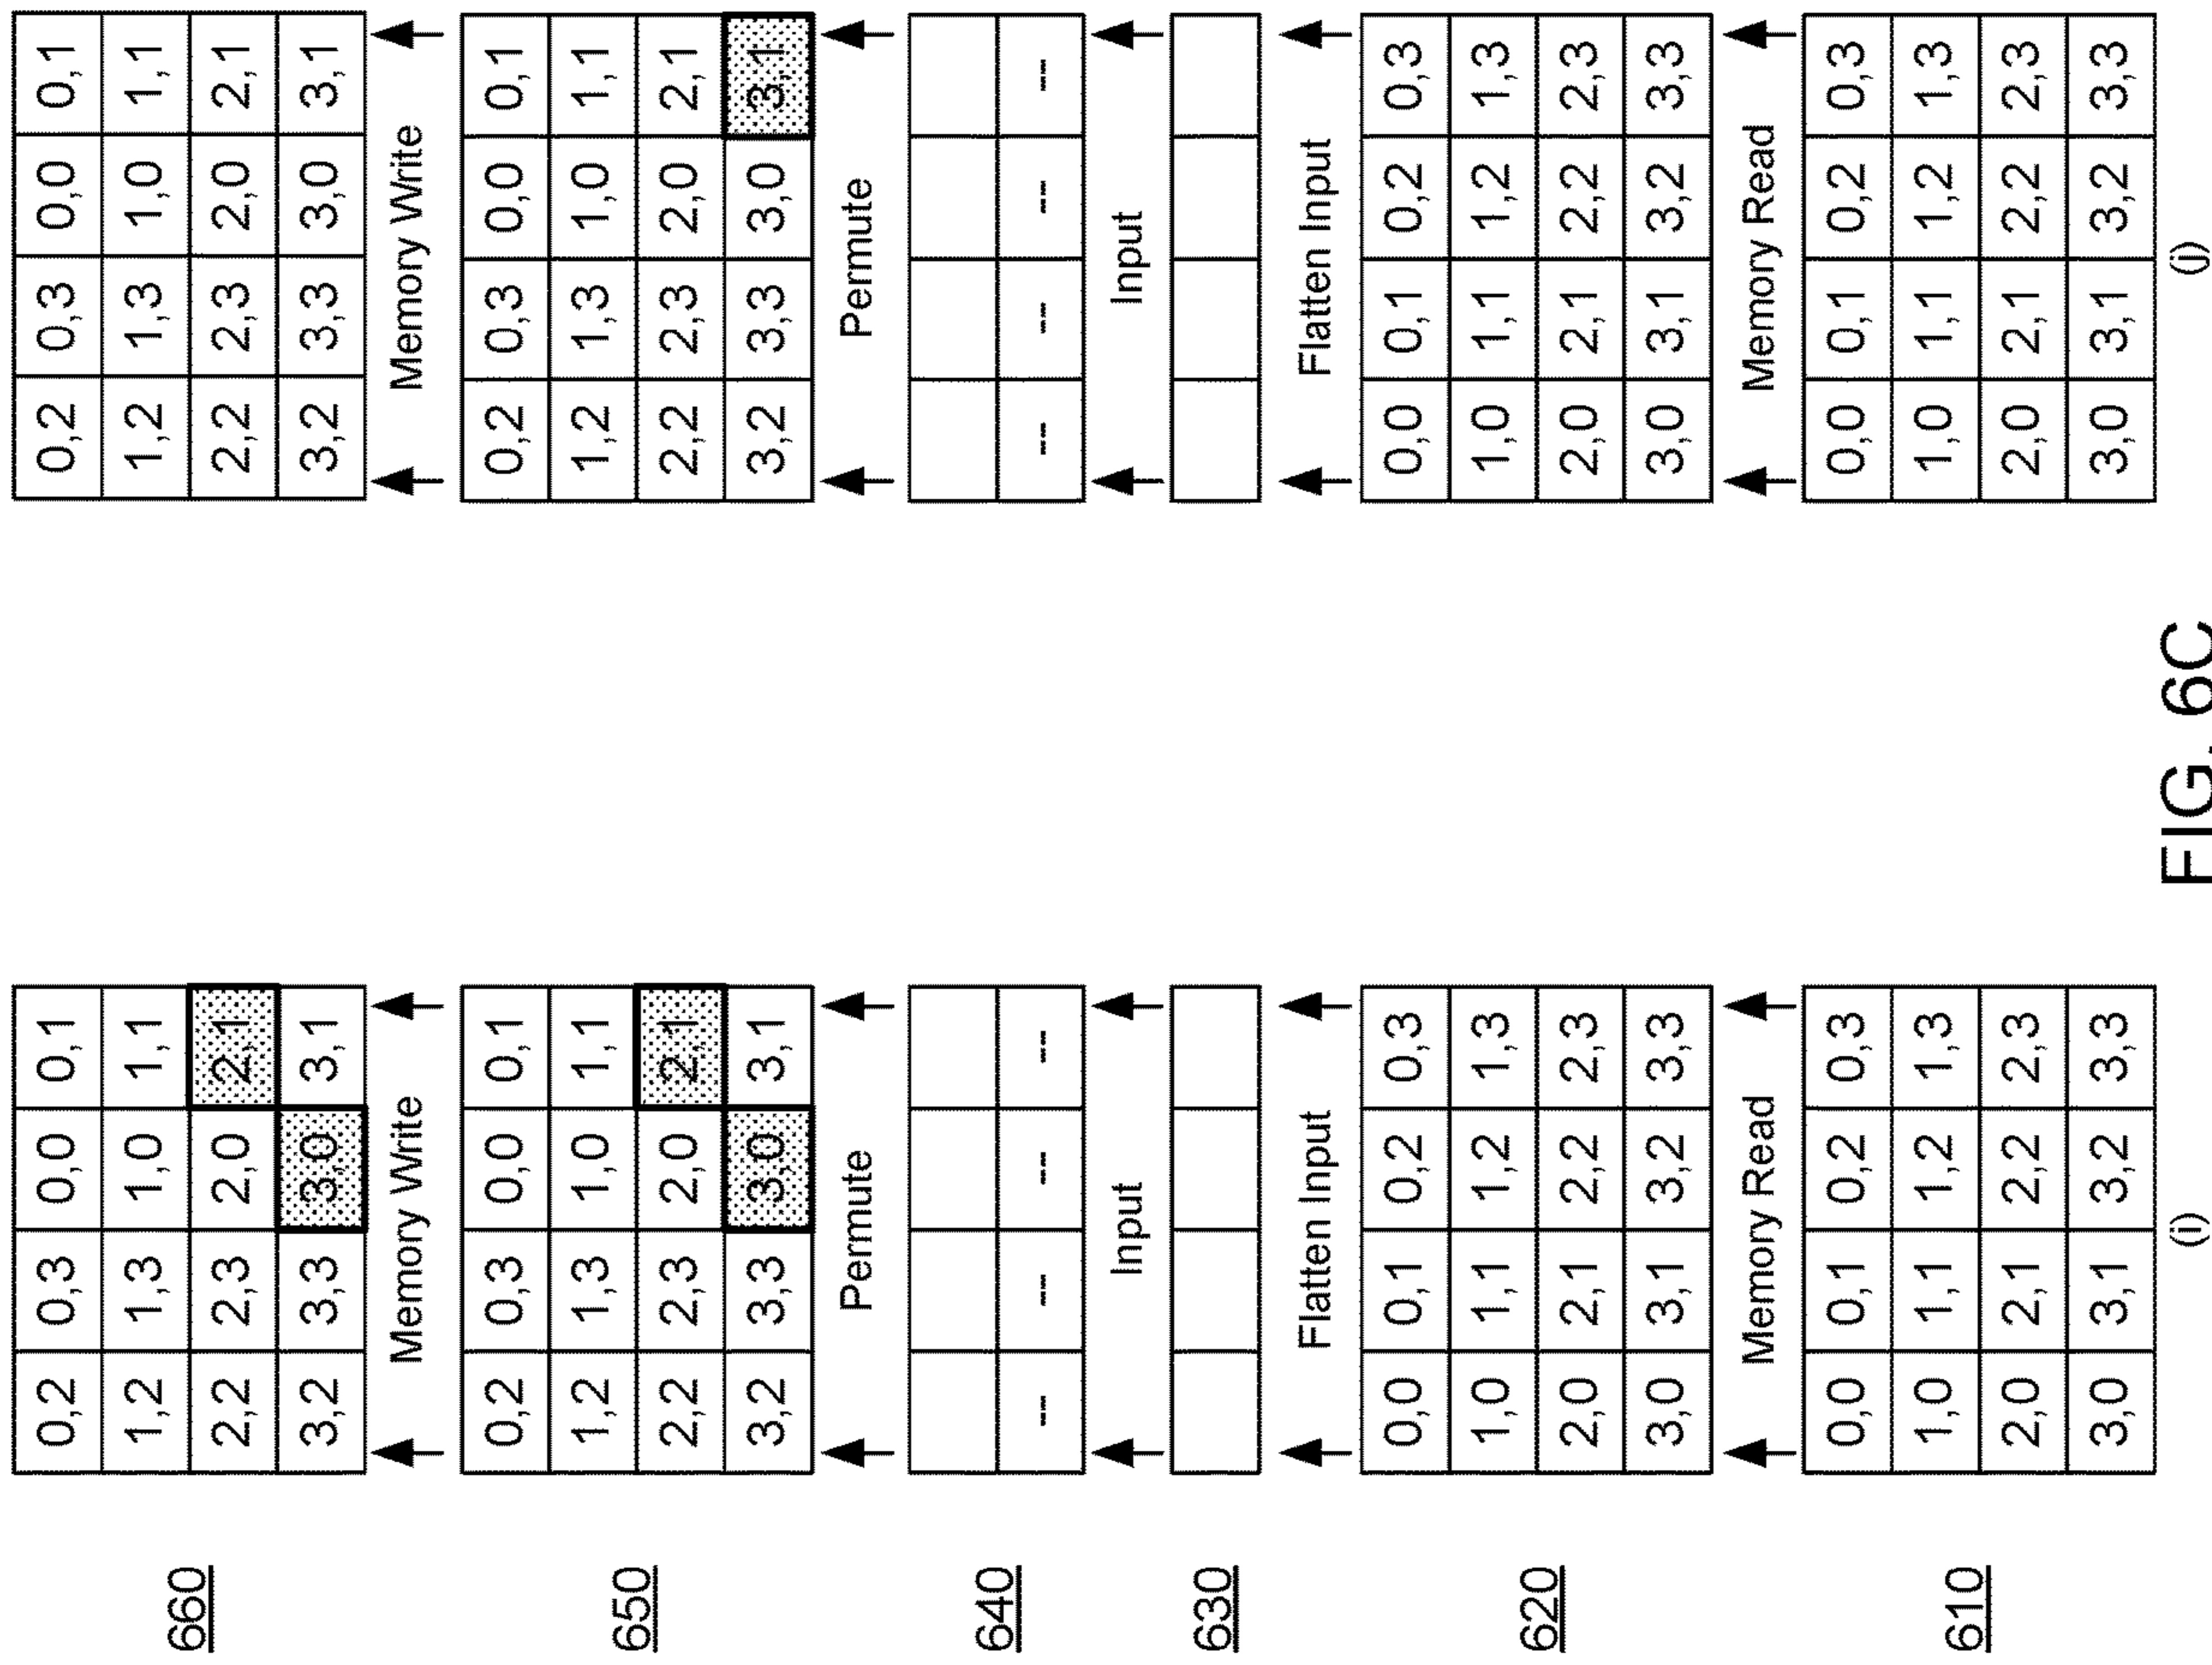 660
0,2 0,3 0,0 0,1
1,2 1,3 1,0 1,1
2,2 2,3 2,0 2,1
3,2 3,3 3,0 3,1
Memory Write
650
0,2 0,3 0,0 0,1
1,2 1,3 1,0 1,1
2,2 2,3 2,0 2,1
3,2 3,3 3,0 3,1
Permute
640
-- -- -- --
Input
630
Flatten Input
620
0,0 0,1 0,2 0,3
1,0 1,1 1,2 1,3
2,0 2,1 2,2 2,3
3,0 3,1 3,2 3,3
Memory Read
610
0,0 0,1 0,2 0,3
1,0 1,1 1,2 1,3
2,0 2,1 2,2 2,3
3,0 3,1 3,2 3,3
(i)
0,2 0,3 0,0 0,1
1,2 1,3 1,0 1,1
2,2 2,3 2,0 2,1
3,2 3,3 3,0 3,1
Memory Write
0,2 0,3 0,0 0,1
1,2 1,3 1,0 1,1
2,2 2,3 2,0 2,1
3,2 3,3 3,0 3,1
Permute
-- -- -- --
Input
Flatten Input
0,0 0,1 0,2 0,3
1,0 1,1 1,2 1,3
2,0 2,1 2,2 2,3
3,0 3,1 3,2 3,3
Memory Read
0,0 0,1 0,2 0,3
1,0 1,1 1,2 1,3
2,0 2,1 2,2 2,3
3,0 3,1 3,2 3,3
(j)
FIG. 6C